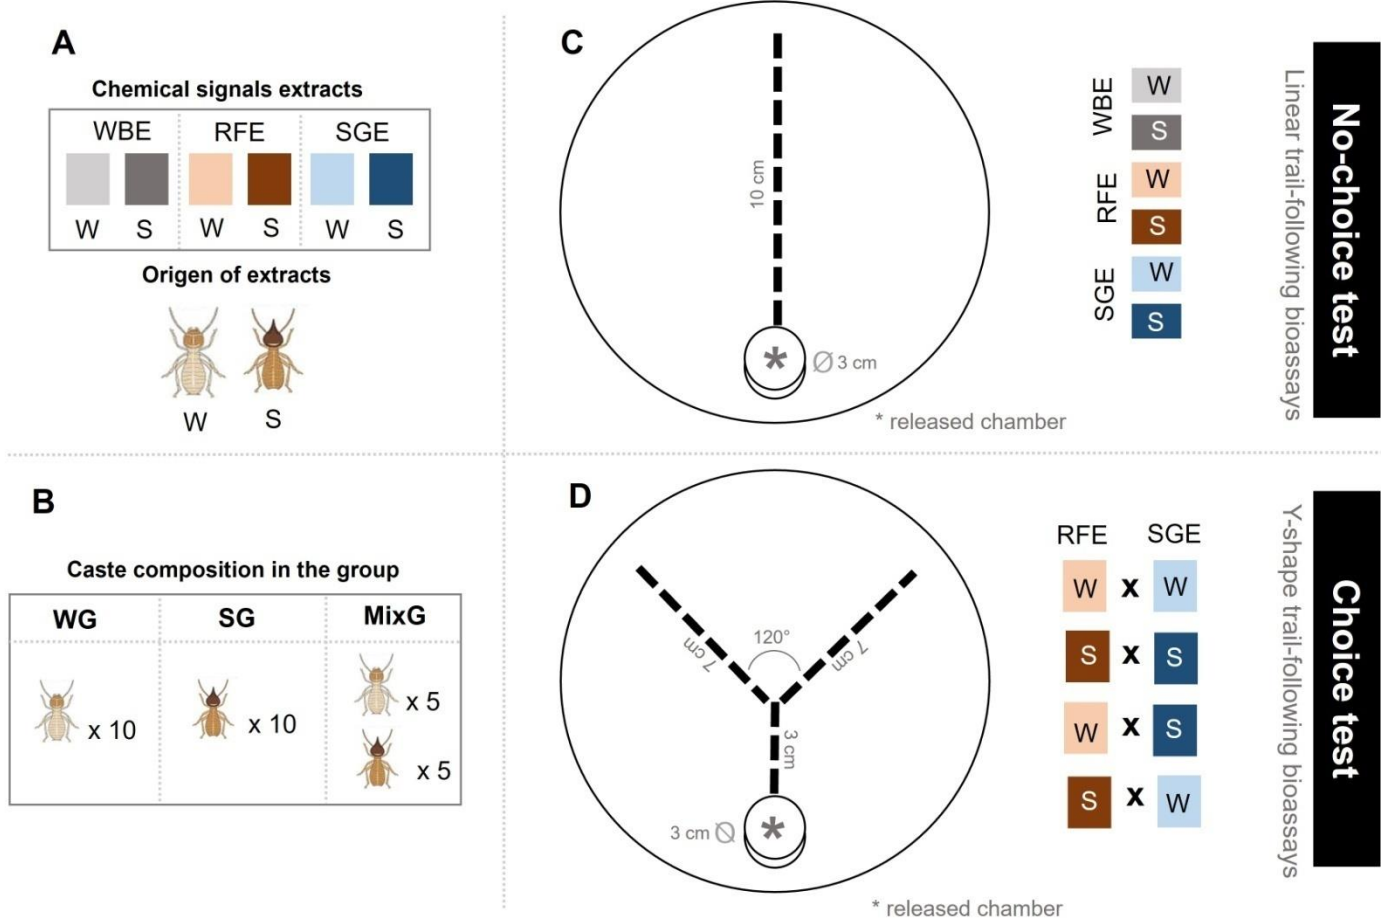 A
Chemical signals extracts
WBE RFE SGE
W S W S W S
Origen of extracts
W S
B
Caste composition in the group
WG SG MixG
x 10 x 10 x 5
x 5
C
10 cm
* Ø 3 cm
* released chamber
WBE
W
S
RFE
W
S
SGE
W
S
Linear trail-following bioassays
No-choice test
D
120°
7 cm 7 cm
3 cm
3 cm Ø *
* released chamber
RFE SGE
W x W
S x S
W x S
S x W
Y-shape trail-following bioassays
Choice test